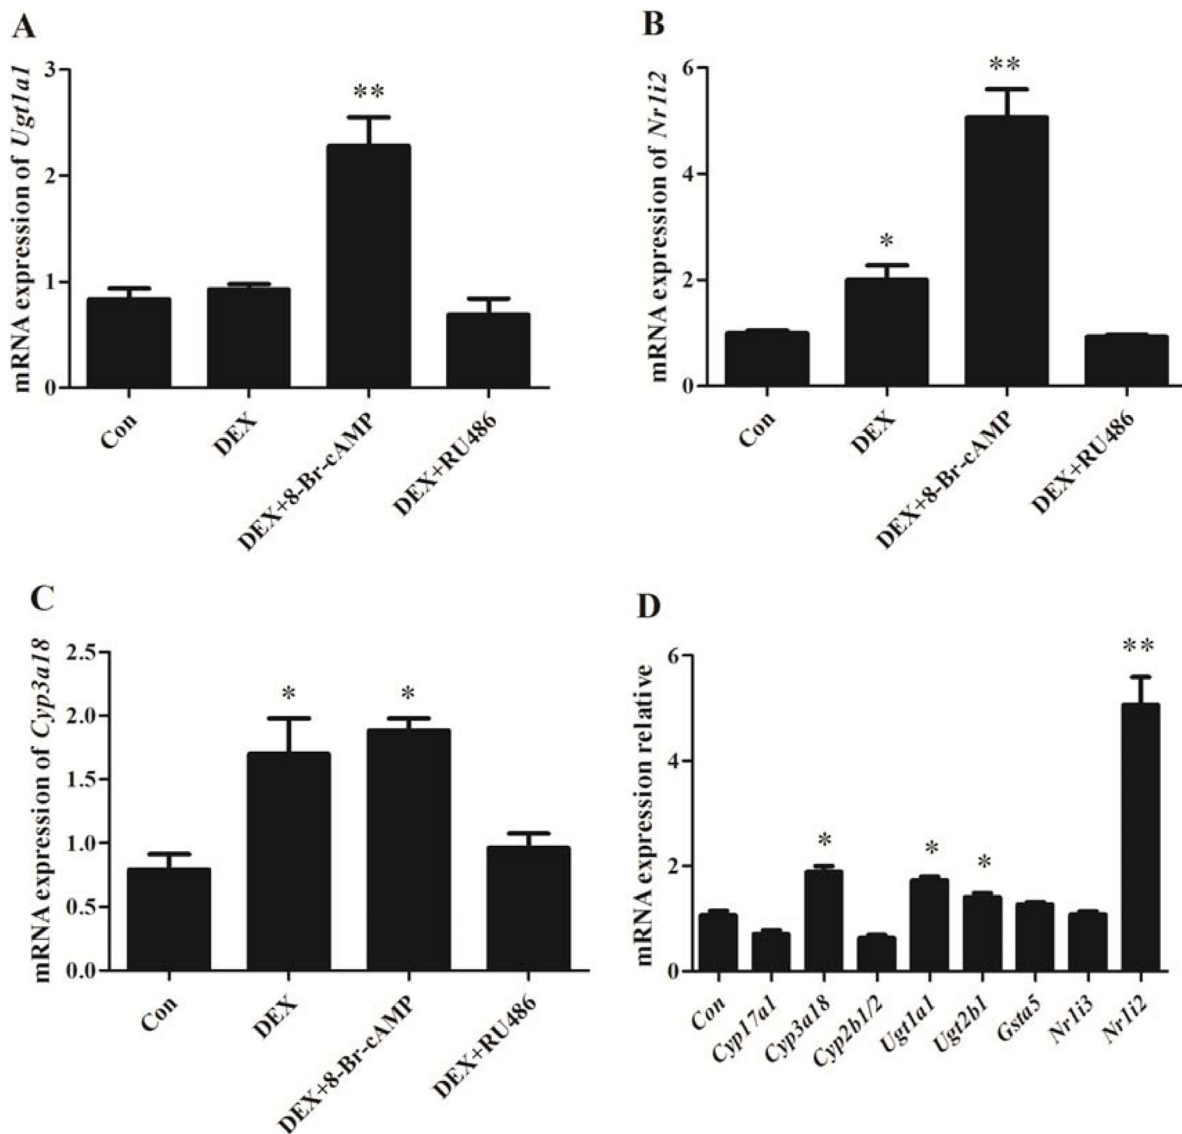 A
mRNA expression of Ugt1a1
3
2
1
0
**
Con
DEX
DEX+8-Br-cAMP
DEX+RU486
B
mRNA expression of Nr1i2
6
4
2
0
*
**
Con
DEX
DEX+8-Br-cAMP
DEX+RU486
C
mRNA expression of Cyp3a18
2.5
2.0
1.5
1.0
0.5
0.0
*
*
Con
DEX
DEX+8-Br-cAMP
DEX+RU486
D
mRNA expression relative
6
4
2
0
*
*
*
**
Con
Cyp17a1
Cyp3a18
Cyp2b1/2
Ugt1a1
Ugt2b1
Gsta5
Nr1i3
Nr1i2